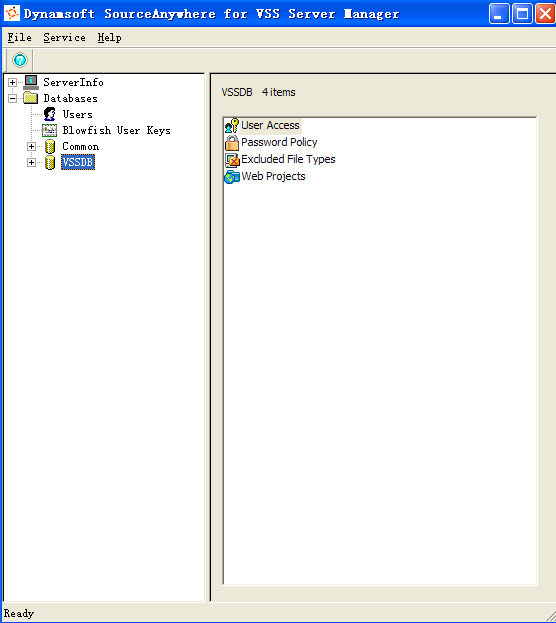 Dynamsoft SourceAnywhere for VSS Server Manager
File Service Help
ServerInfo
Databases
Users
Blowfish User Keys
Common
VSSDB
VSSDB 4 items
User Access
Password Policy
Excluded File Types
Web Projects
Ready